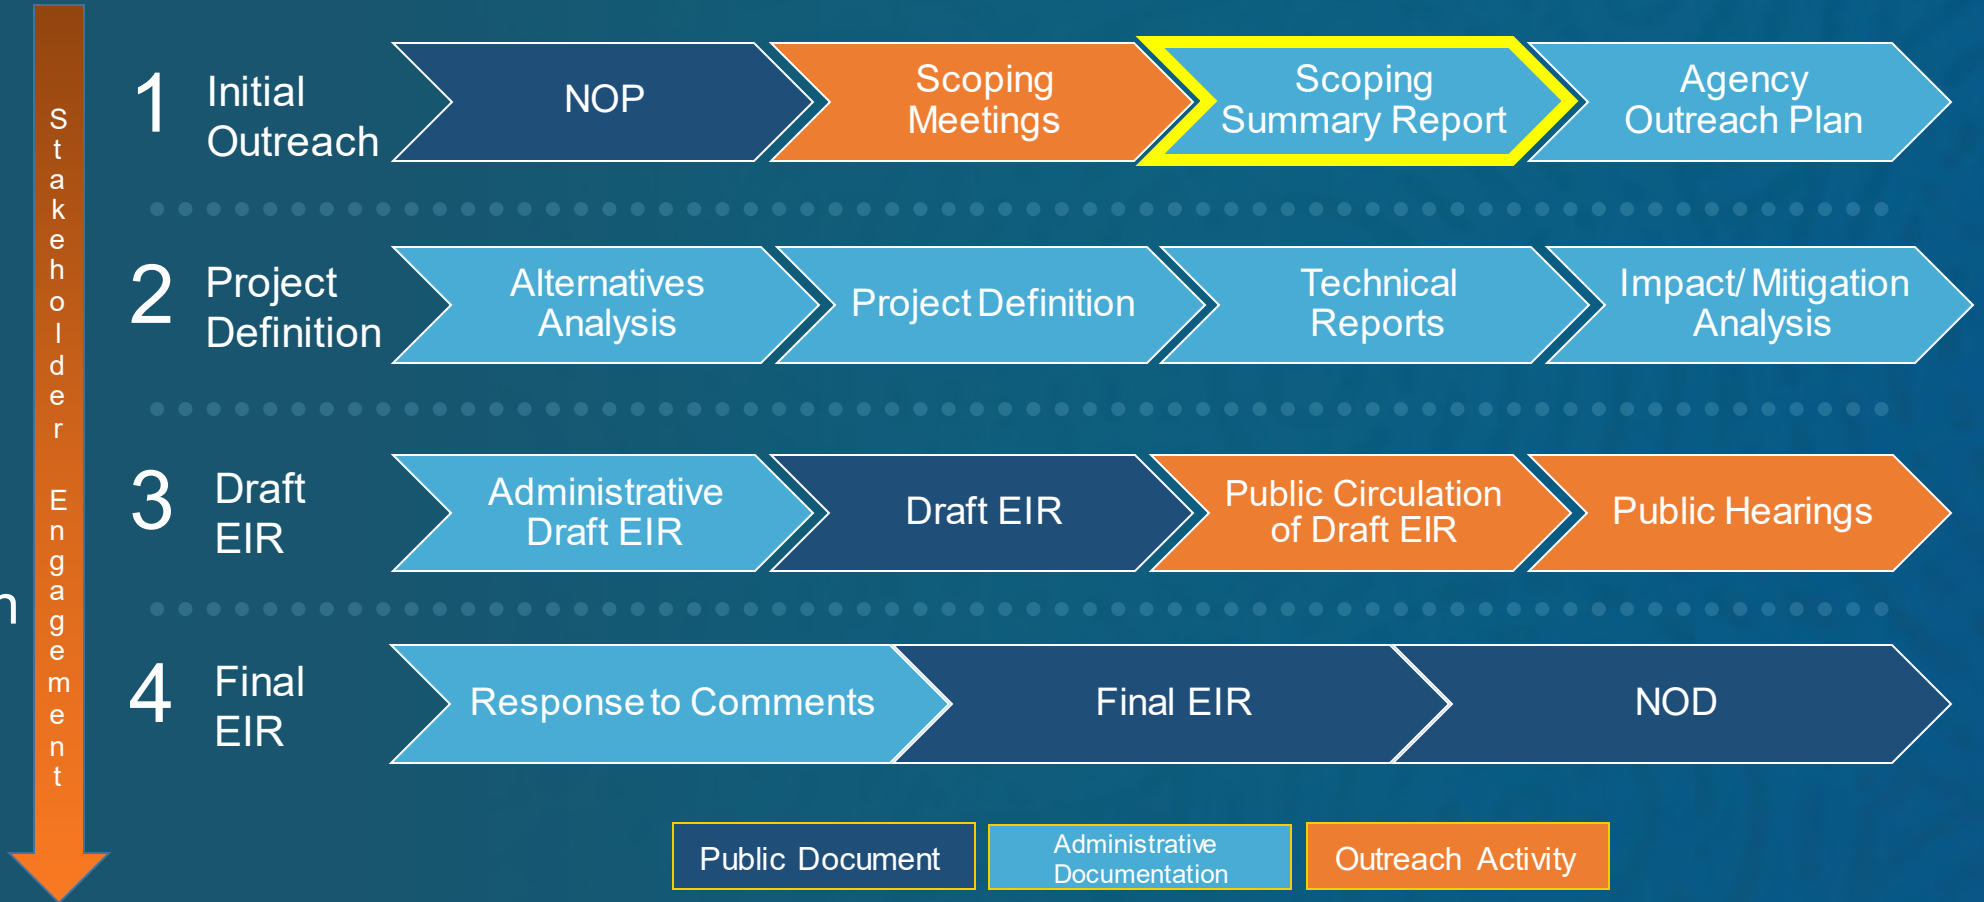 Stakeholder Engagement
1 Initial
Outreach
NOP
Scoping
Meetings
Scoping
Summary Report
Agency
Outreach Plan
2 Project
Definition
Alternatives
Analysis
Project Definition
Technical
Reports
Impact/ Mitigation
Analysis
3 Draft
EIR
Administrative
Draft EIR
Draft EIR
Public Circulation
of Draft EIR
Public Hearings
4 Final
EIR
Response to Comments
Final EIR
NOD
Public Document
Administrative
Documentation
Outreach Activity